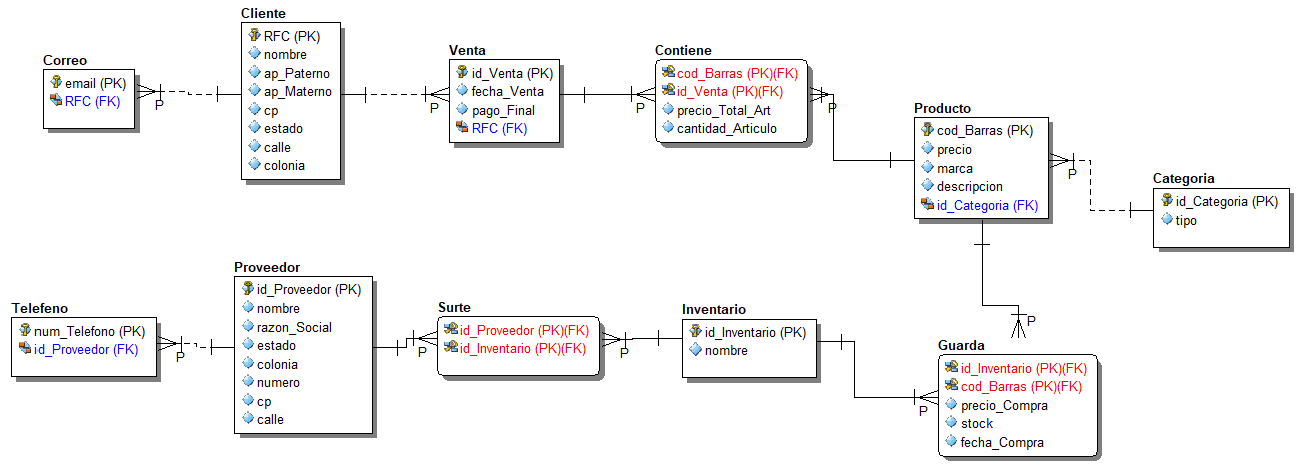 Correo
email (PK)
RFC (FK)
P
Cliente
RFC (PK)
nombre
ap_Paterno
ap_Materno
cp
estado
calle
colonia
Venta
id_Venta (PK)
fecha_Venta
pago_Final
RFC (FK)
P
Contiene
cod_Barras (PK)(FK)
id_Venta (PK)(FK)
precio_Total_Art
cantidad_Articulo
P
P
Producto
cod_Barras (PK)
precio
marca
descripcion
id_Categoria (FK)
P
Categoria
id_Categoria (PK)
tipo
Telefeno
num_Telefono (PK)
id_Proveedor (FK)
P
Proveedor
id_Proveedor (PK)
nombre
razon_Social
estado
colonia
numero
cp
calle
Surte
id_Proveedor (PK)(FK)
id_Inventario (PK)(FK)
P
P
Inventario
id_Inventario (PK)
nombre
P
Guarda
id_Inventario (PK)(FK)
cod_Barras (PK)(FK)
precio_Compra
stock
fecha_Compra
P